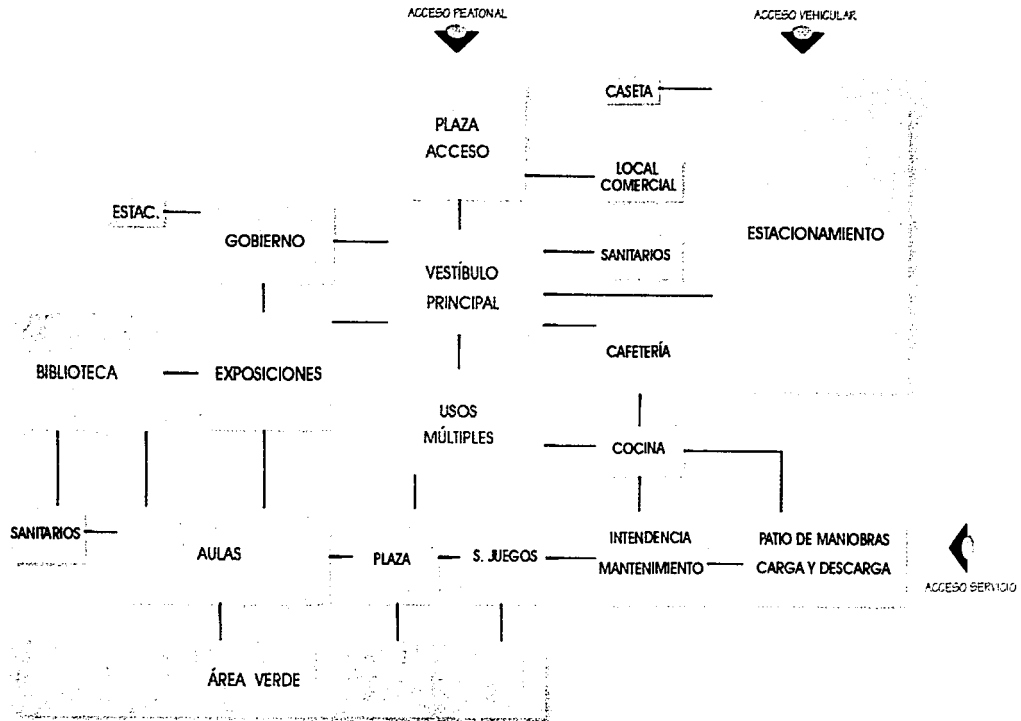 ACCESO PEATONAL
ACCESO VEHICULAR
CASETA
PLAZA
ACCESO
LOCAL
COMERCIAL
ESTAC.
GOBIERNO
ESTACIONAMIENTO
SANITARIOS
VESTÍBULO
PRINCIPAL
CAFETERÍA
BIBLIOTECA
EXPOSICIONES
USOS
MÚLTIPLES
COCINA
SANITARIOS
AULAS
PLAZA
S. JUEGOS
INTENDENCIA
MANTENIMIENTO
PATIO DE MANIOBRAS
CARGA Y DESCARGA
ACCESO SERVICIO
ÁREA VERDE